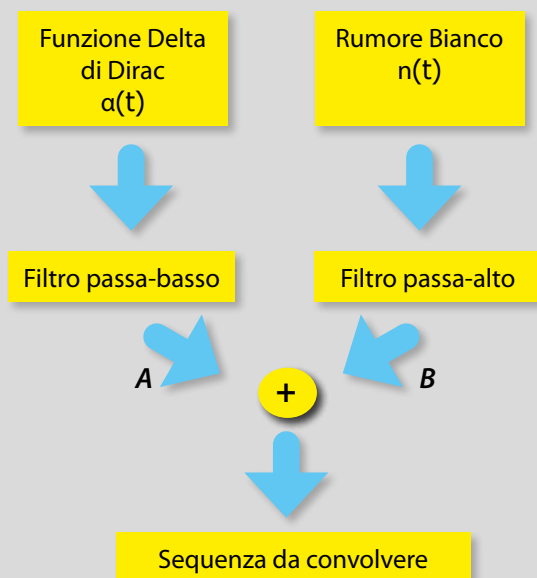 Funzione Delta
di Dirac
α(t)
Rumore Bianco
n(t)
Filtro passa-basso
Filtro passa-alto
A
B
+
Sequenza da convolvere